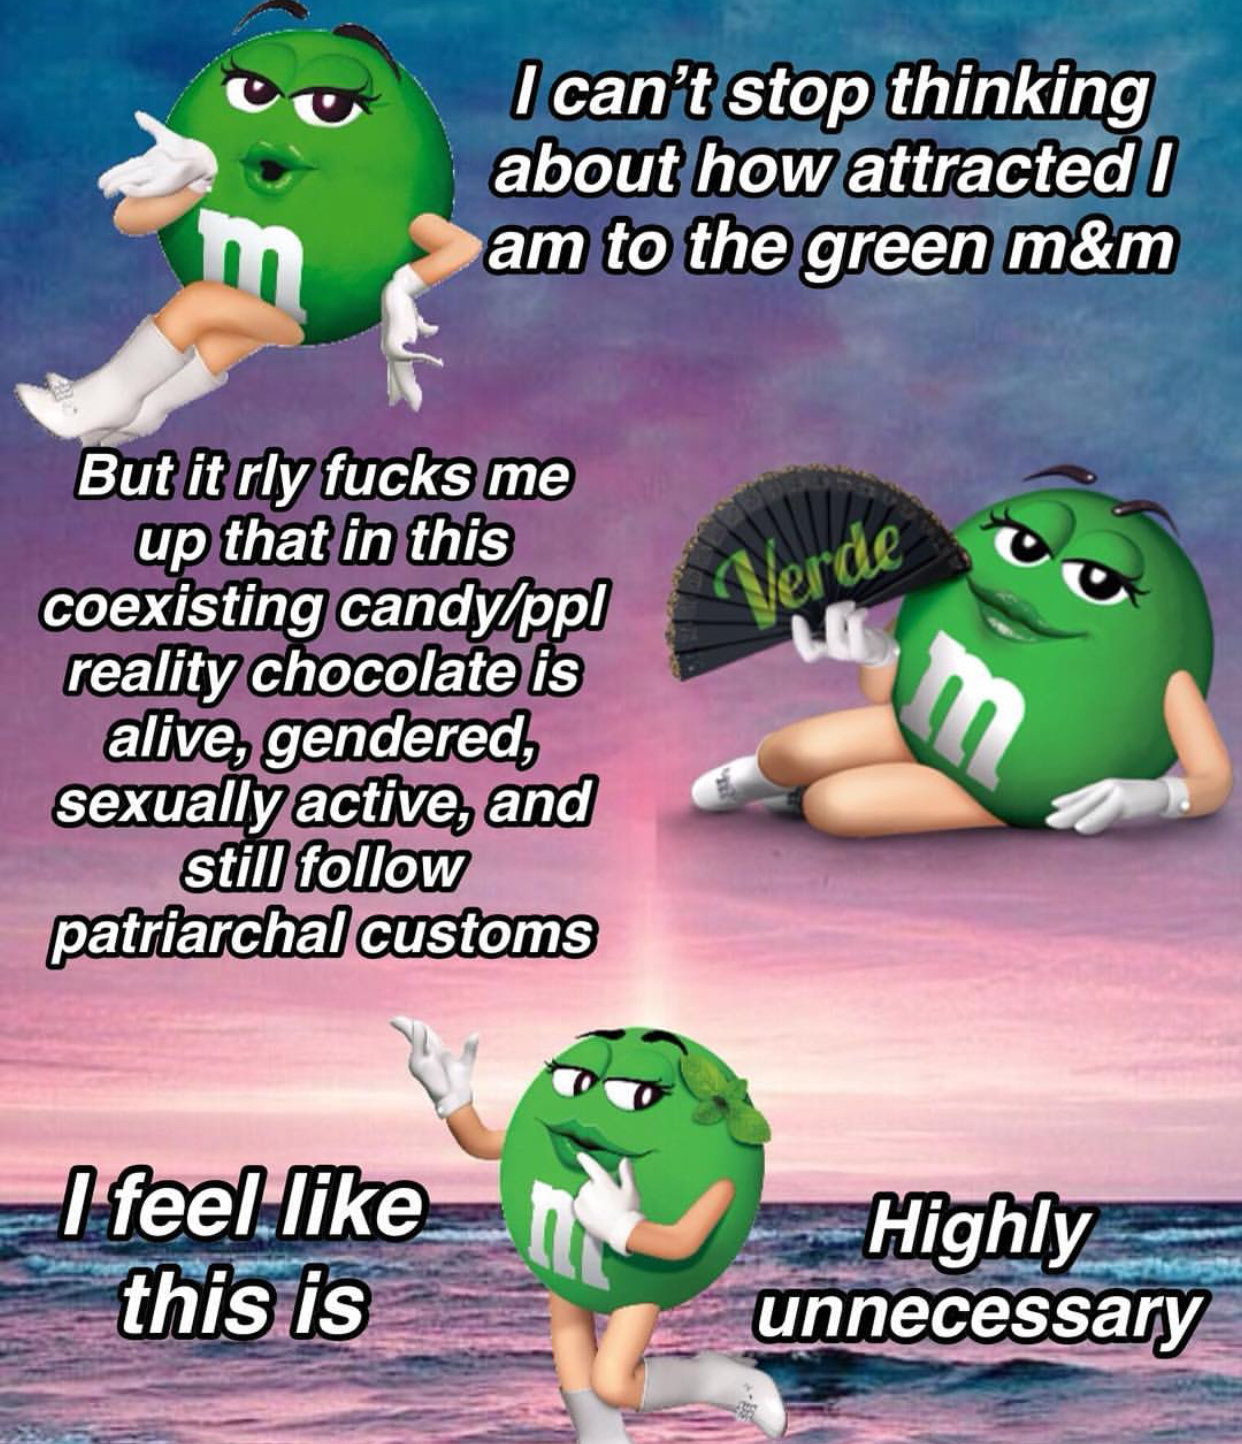 I can't stop thinking
about how attracted I
am to the green m&m
m
But it rly fucks me
up that in this
coexisting candy/ppl
reality chocolate is
alive, gendered,
sexually active, and
still follow
patriarchal customs
Verde
m
I feel like
this is
m
Highly
unnecessary